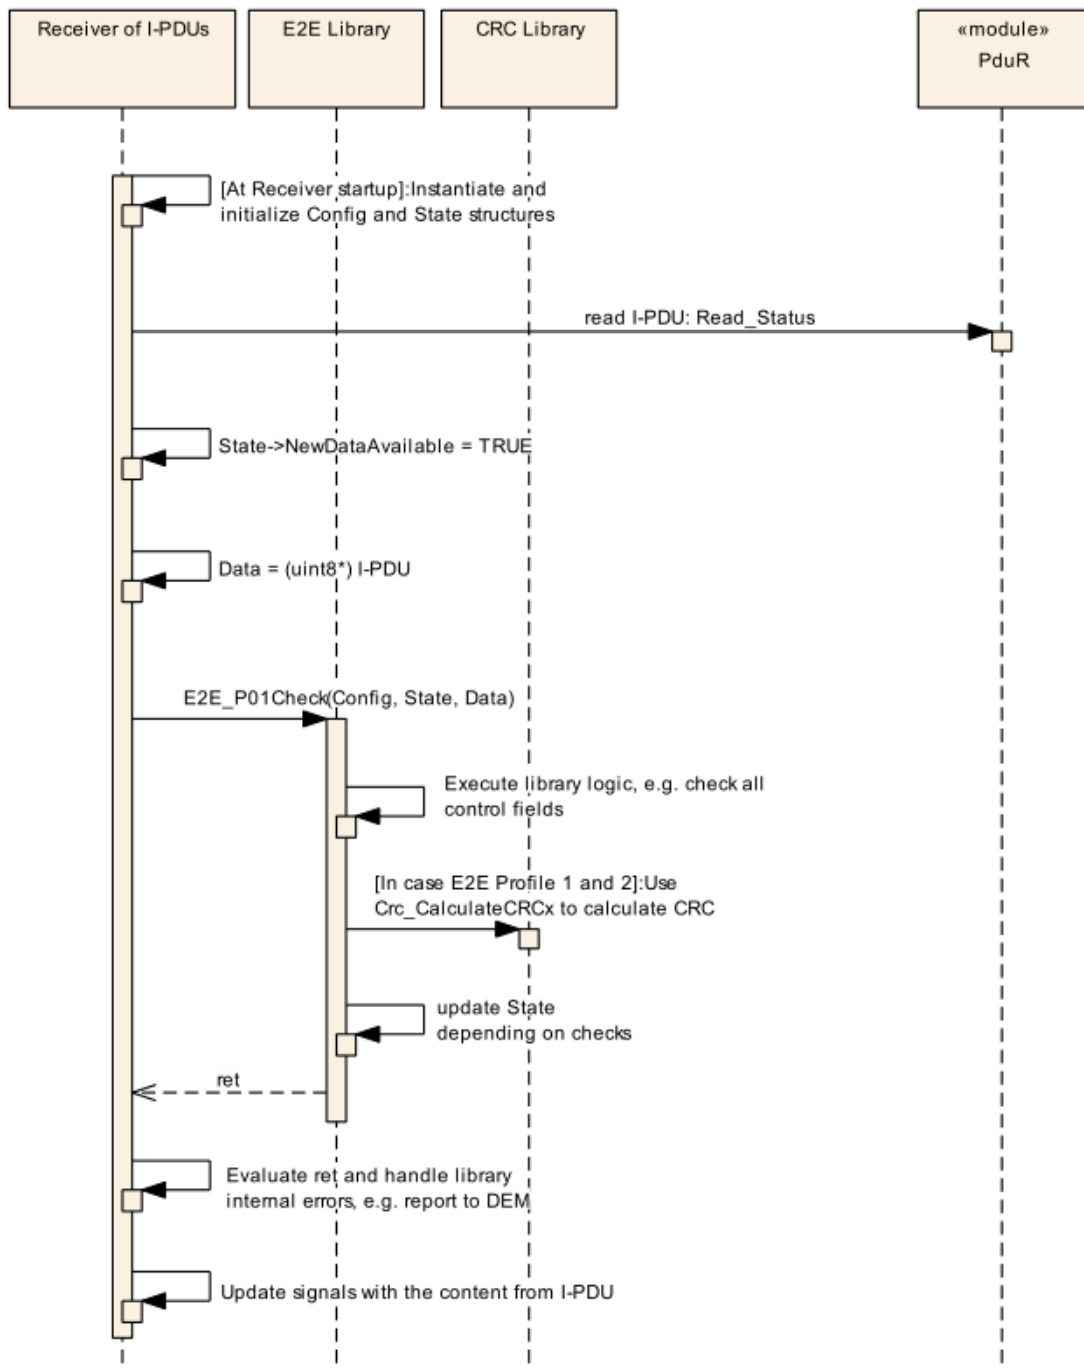 Receiver of I-PDUs
E2E Library
CRC Library
«module»
PduR
[At Receiver startup]:Instantiate and
initialize Config and State structures
read I-PDU: Read_Status
State->NewDataAvailable = TRUE
Data = (uint8*) I-PDU
E2E_P01Check(Config, State, Data)
Execute library logic, e.g. check all
control fields
[In case E2E Profile 1 and 2]:Use
Crc_CalculateCRCx to calculate CRC
update State
depending on checks
ret
Evaluate ret and handle library
internal errors, e.g. report to DEM
Update signals with the content from I-PDU